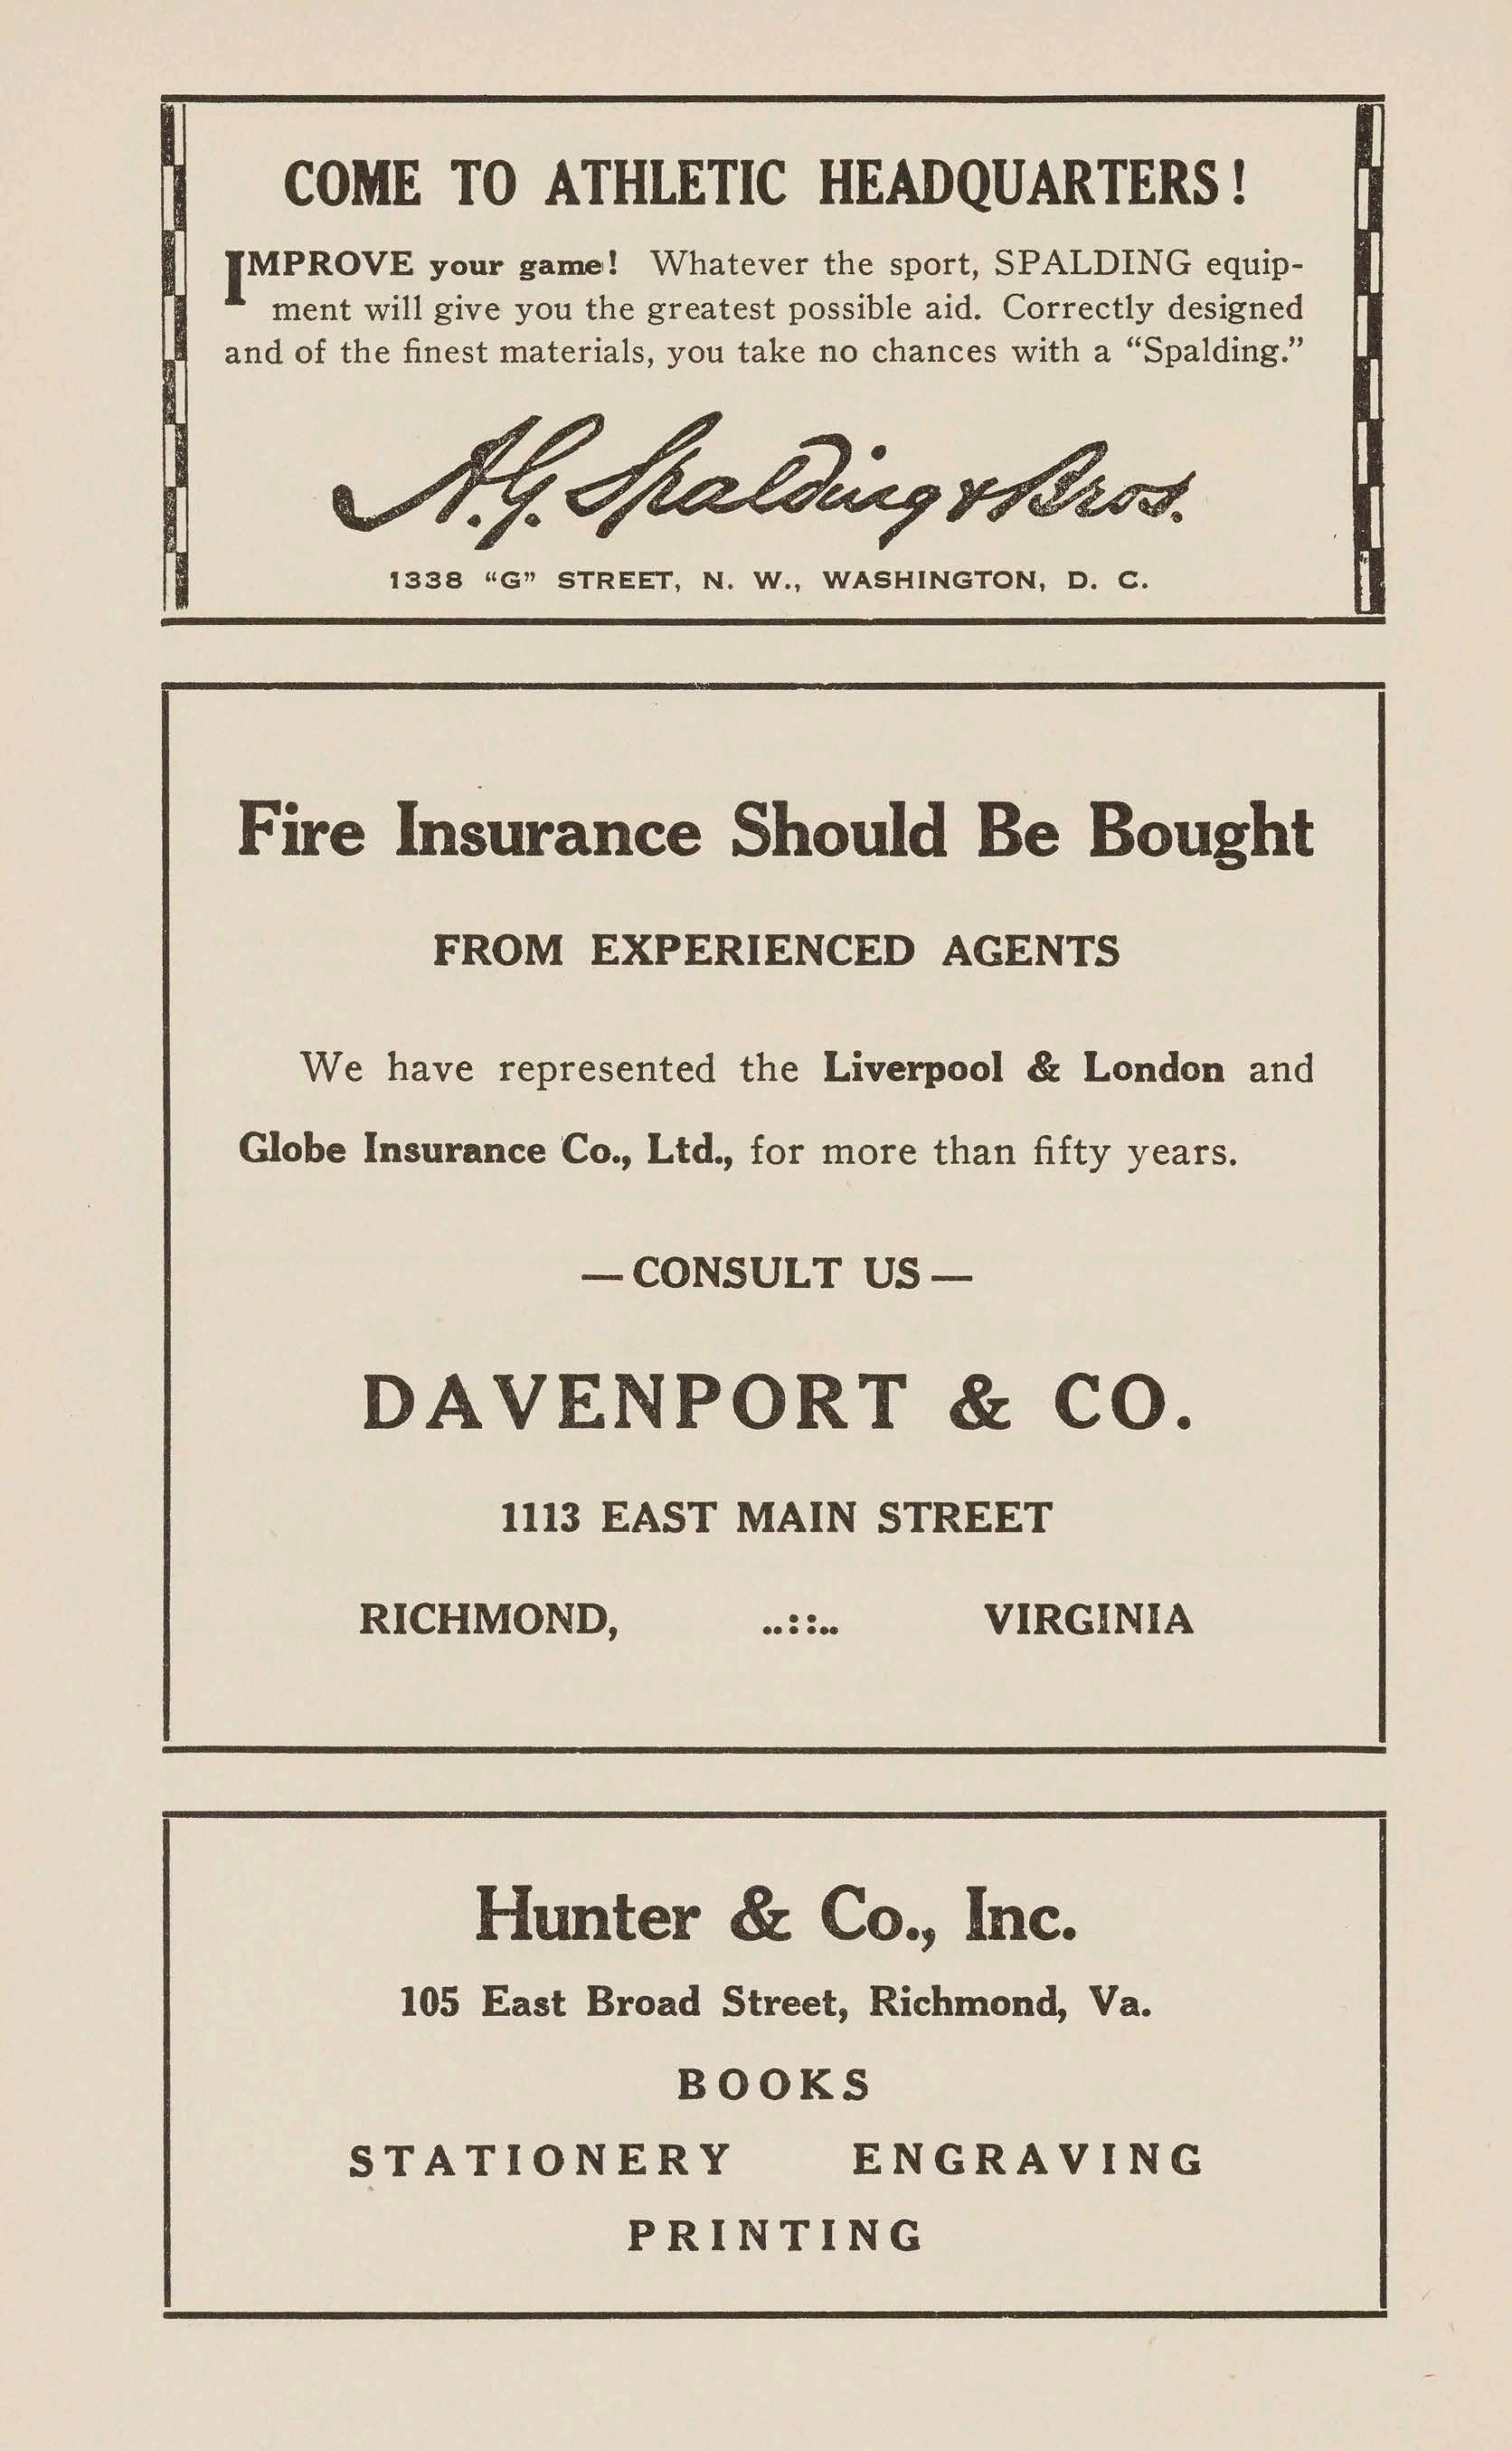 COME TO ATHLETIC HEADQUARTERS!
IMPROVE your game! Whatever the sport, SPALDING equip-
ment will give you the greatest possible aid. Correctly designed
and of the finest materials, you take no chances with a “Spalding.”
A.G. Spalding & Bros.
1338 “G” STREET, N. W., WASHINGTON, D. C.
Fire Insurance Should Be Bought
FROM EXPERIENCED AGENTS
We have represented the Liverpool & London and
Globe Insurance Co., Ltd., for more than fifty years.
—CONSULT US—
DAVENPORT & CO.
1113 EAST MAIN STREET
RICHMOND, ..::.. VIRGINIA
Hunter & Co., Inc.
105 East Broad Street, Richmond, Va.
BOOKS
STATIONERY ENGRAVING
PRINTING